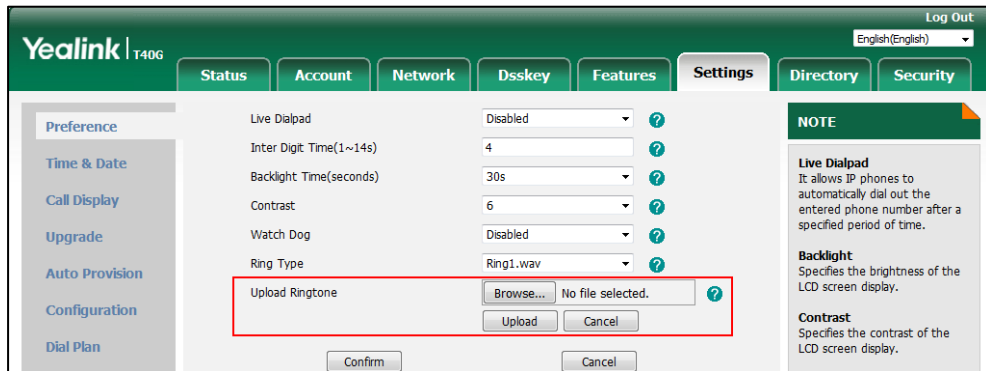 Log Out
Yealink T40G
English(English)
Status Account Network Dsskey Features Settings Directory Security
Preference
Time & Date
Call Display
Upgrade
Auto Provision
Configuration
Dial Plan
Live Dialpad Disabled
Inter Digit Time(1~14s) 4
Backlight Time(seconds) 30s
Contrast 6
Watch Dog Disabled
Ring Type Ring1.wav
Upload Ringtone Browse... No file selected.
Upload Cancel
Confirm Cancel
NOTE
Live Dialpad
It allows IP phones to
automatically dial out the
entered phone number after a
specified period of time.
Backlight
Specifies the brightness of the
LCD screen display.
Contrast
Specifies the contrast of the
LCD screen display.